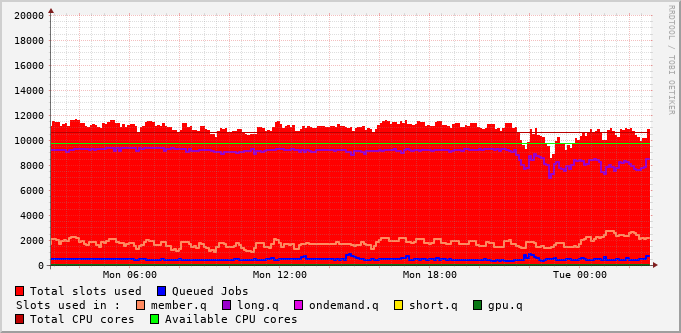 RRDTOOL / TOBI OETIKER
20000
18000
16000
14000
12000
10000
8000
6000
4000
2000
0
Mon 06:00 Mon 12:00 Mon 18:00 Tue 00:00
Total slots used Queued Jobs
Slots used in : member.q long.q ondemand.q short.q gpu.q
Total CPU cores Available CPU cores